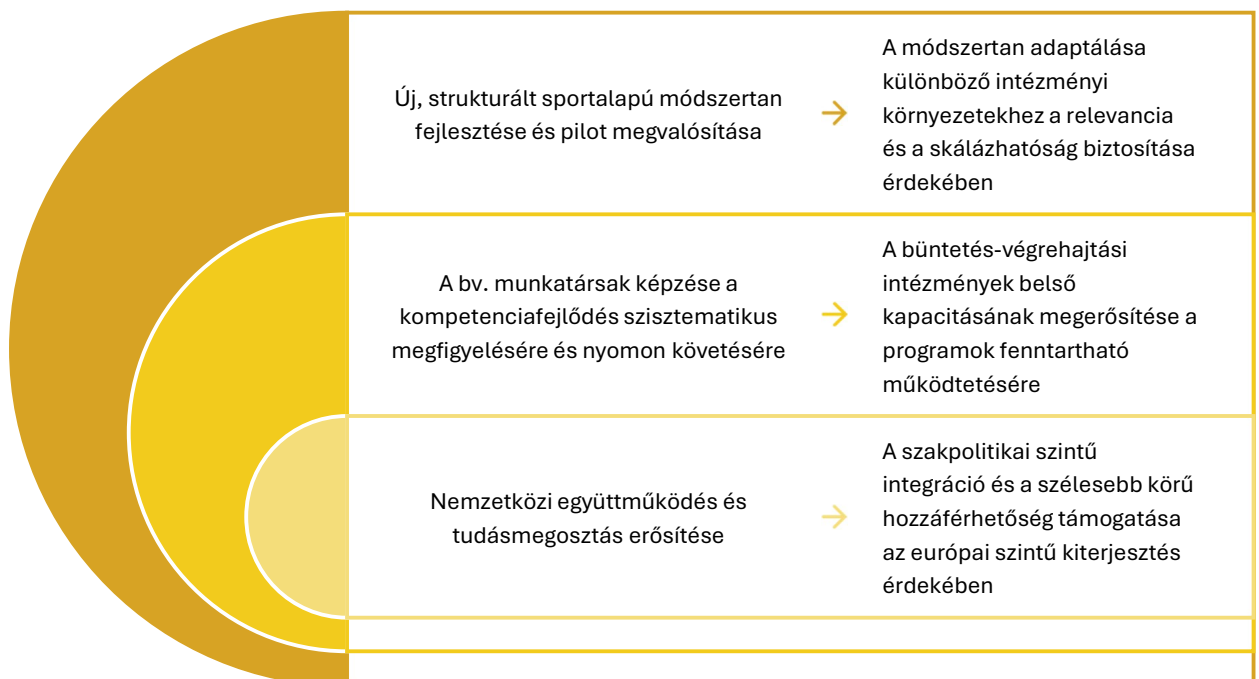 Új, strukturált sportalapú módszertan
fejlesztése és pilot megvalósítása
→
A módszertan adaptálása
különböző intézményi
környezetekhez a relevancia
és a skálázhatóság biztosítása
érdekében
A bv. munkatársak képzése a
kompetenciafejlődés szisztematikus
megfigyelésére és nyomon követésére
→
A büntetés-végrehajtási
intézmények belső
kapacitásának megerősítése a
programok fenntartható
működtetésére
Nemzetközi együttműködés és
tudásmegosztás erősítése
→
A szakpolitikai szintű
integráció és a szélesebb körű
hozzáférhetőség támogatása
az európai szintű kiterjesztés
érdekében